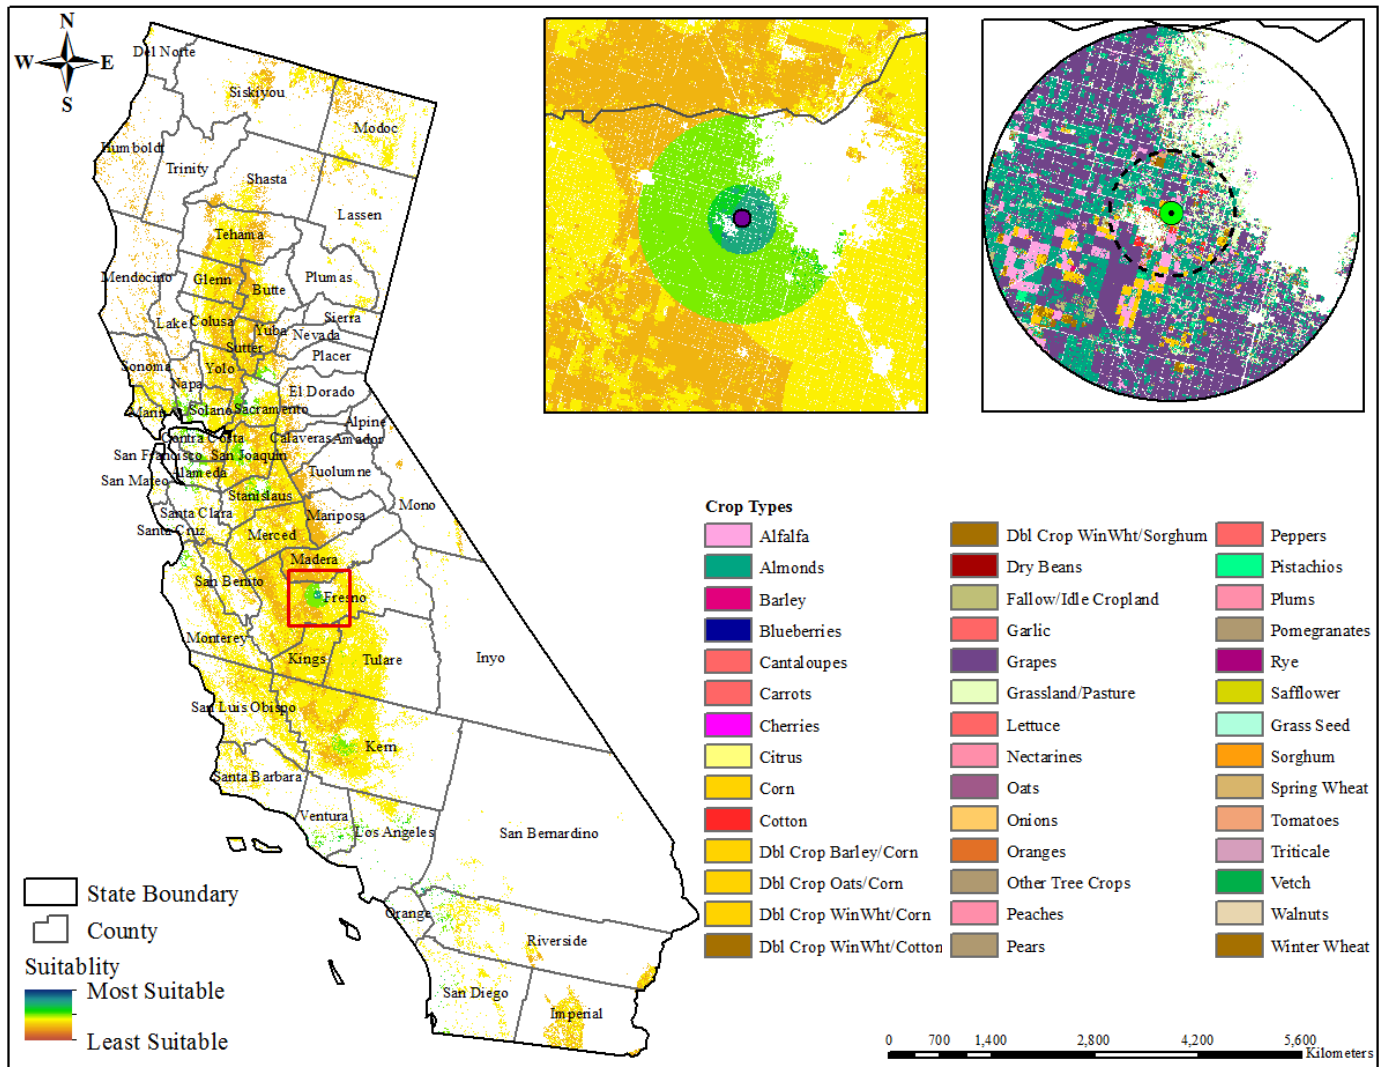 N
W E
S
Del Norte
Siskiyou
Modoc
Humboldt
Trinity
Shasta
Lassen
Tehama
Mendocino
Glenn
Butte
Plumas
Lake
Colusa
Yuba
Sierra
Nevada
Sutter
Placer
Sonoma
Yolo
Napa
El Dorado
Marin
Solano
Sacramento
Alpine
Contra Costa
Calaveras
Amador
San Francisco
San Joaquin
Alameda
Tuolumne
San Mateo
Stanislaus
Mono
Santa Clara
Mariposa
Santa Cruz
Merced
Madera
San Benito
Fresno
Monterey
Kings
Tulare
Inyo
San Luis Obispo
Kern
Santa Barbara
Ventura
Los Angeles
San Bernardino
Orange
Riverside
San Diego
Imperial
State Boundary
County
Suitablity
Most Suitable
Least Suitable
Crop Types
Alfalfa
Almonds
Barley
Blueberries
Cantaloupes
Carrots
Cherries
Citrus
Corn
Cotton
Dbl Crop Barley/Corn
Dbl Crop Oats/Corn
Dbl Crop WinWht/Corn
Dbl Crop WinWht/Cotton
Dbl Crop WinWht/Sorghum
Dry Beans
Fallow/Idle Cropland
Garlic
Grapes
Grassland/Pasture
Lettuce
Nectarines
Oats
Onions
Oranges
Other Tree Crops
Peaches
Pears
Peppers
Pistachios
Plums
Pomegranates
Rye
Safflower
Grass Seed
Sorghum
Spring Wheat
Tomatoes
Triticale
Vetch
Walnuts
Winter Wheat
0 700 1,400 2,800 4,200 5,600
Kilometers